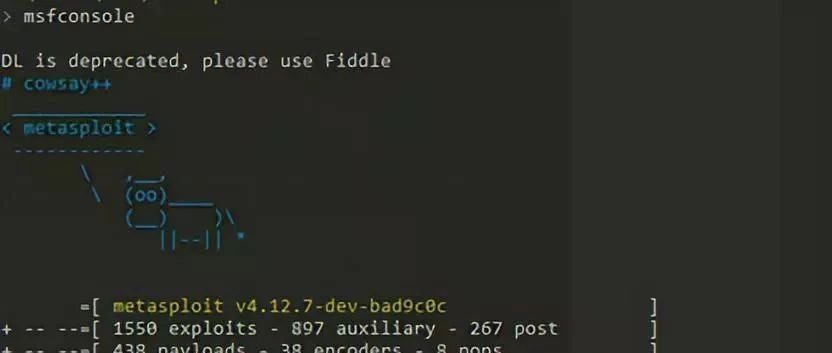 > msfconsole
DL is deprecated, please use Fiddle
# cowsay++
 ____________
< metasploit >
 ------------
       \   ,__,
        \  (oo)____
           (__)    )\
              ||--|| *
       =[ metasploit v4.12.7-dev-bad9c0c                  ]
+ -- --=[ 1550 exploits - 897 auxiliary - 267 post        ]
+ -- --=[ 438 payloads - 38 encoders - 8 nops